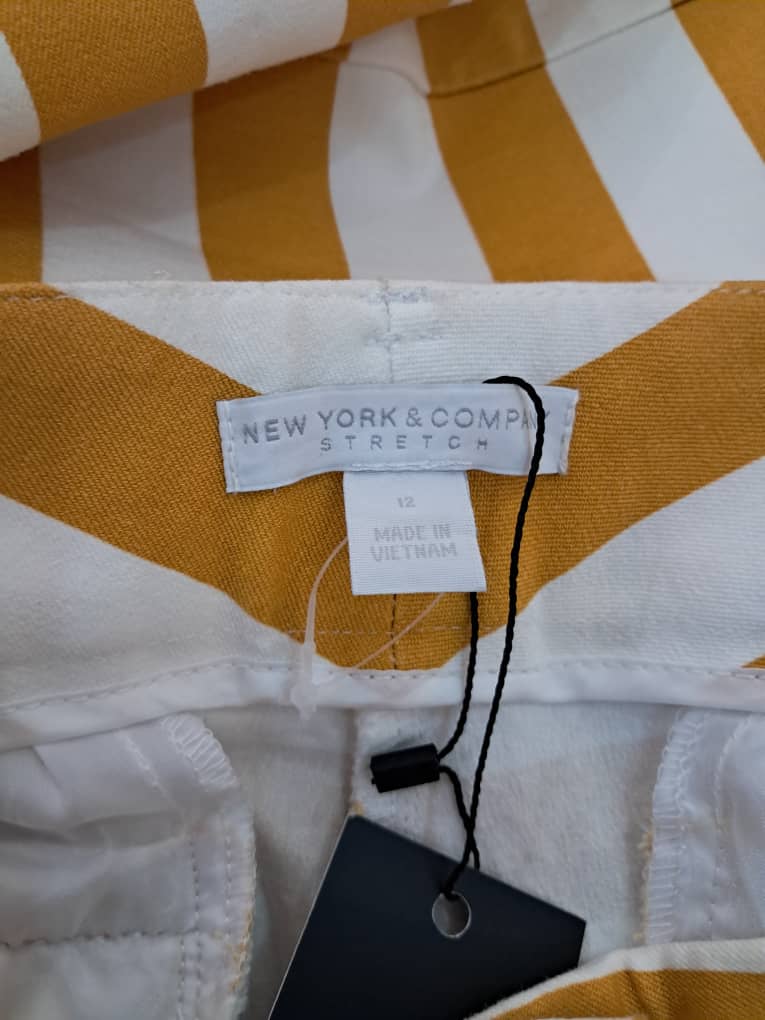 NEW YORK & COMPANY
STRETCH
12
MADE IN
VIETNAM